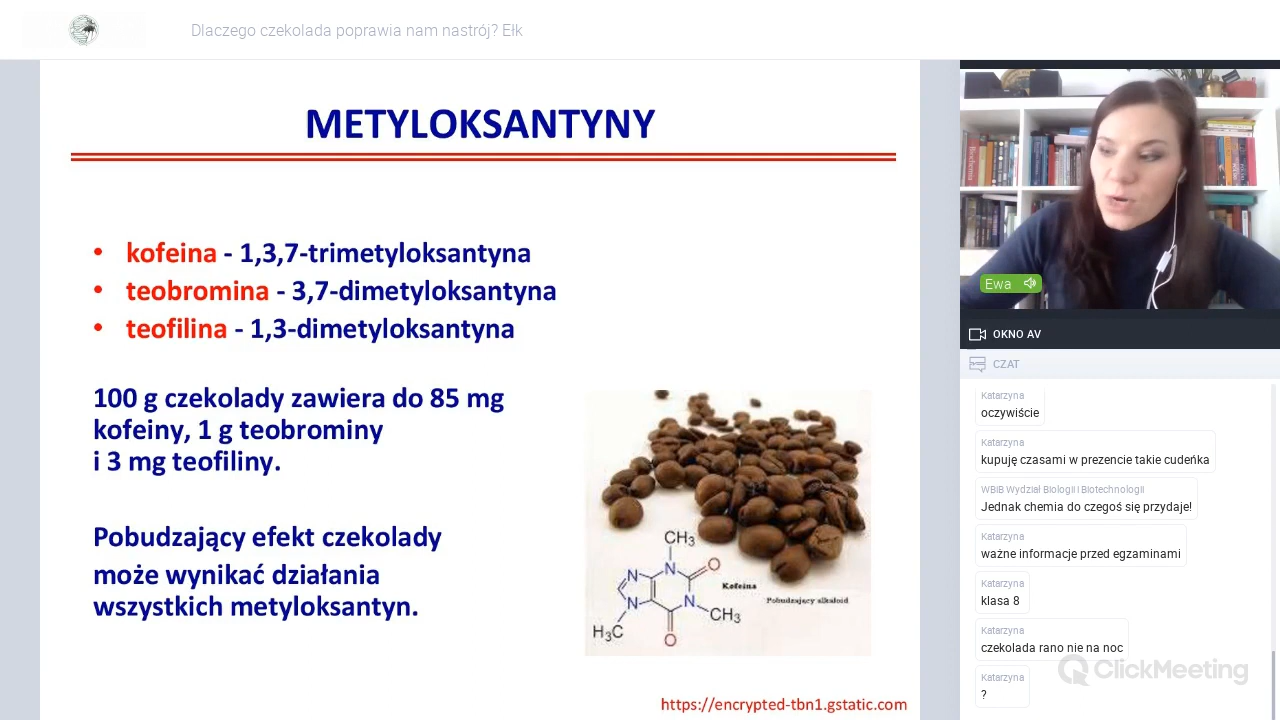 Dlaczego czekolada poprawia nam nastrój? Ełk
METYLOKSANTYNY
• kofeina - 1,3,7-trimetyloksantyna
• teobromina - 3,7-dimetyloksantyna
• teofilina - 1,3-dimetyloksantyna
100 g czekolady zawiera do 85 mg
kofeiny, 1 g teobrominy
i 3 mg teofiliny.
Pobudzający efekt czekolady
może wynikać działania
wszystkich metyloksantyn.
CH₃
O
N
N
Kofeina
Pobudzający alkaloid
N
N
CH₃
H₃C
O
https://encrypted-tbn1.gstatic.com
Biochemia
Ewa
OKNO AV
CZAT
Katarzyna
oczywiście
Katarzyna
kupuję czasami w prezencie takie cudeńka
WBiB Wydział Biologii i Biotechnologii
Jednak chemia do czegoś się przydaje!
Katarzyna
ważne informacje przed egzaminami
Katarzyna
klasa 8
Katarzyna
czekolada rano nie na noc
Katarzyna
?
ClickMeeting